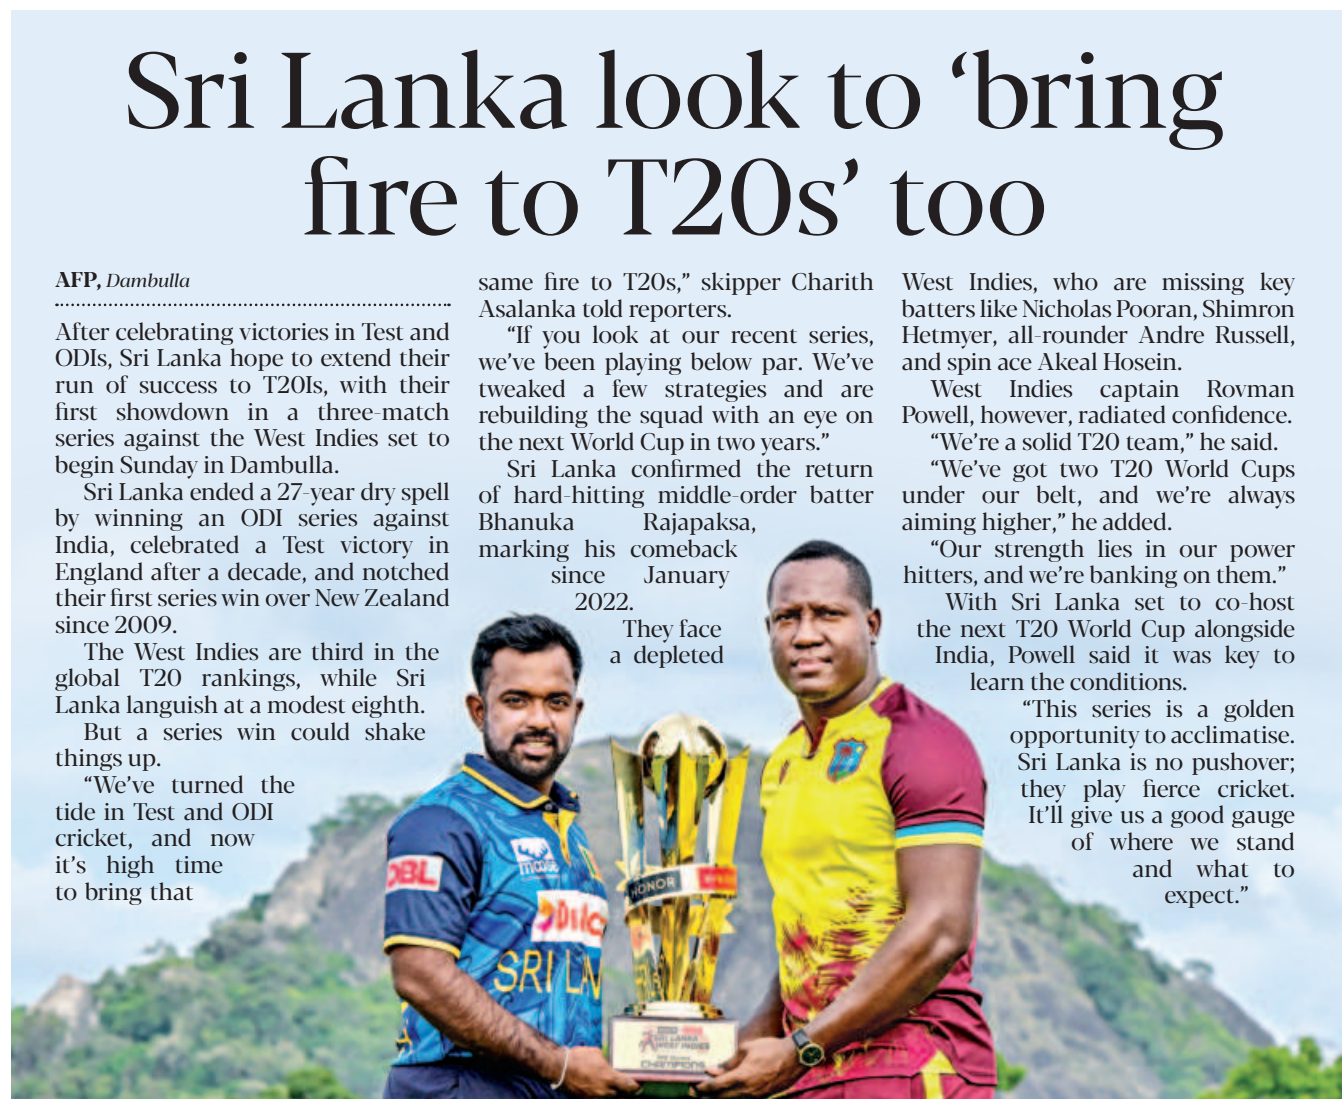 Sri Lanka look to ‘bring
fire to T20s’ too
AFP, Dambulla
After celebrating victories in Test and
ODIs, Sri Lanka hope to extend their
run of success to T20Is, with their
first showdown in a three-match
series against the West Indies set to
begin Sunday in Dambulla.
Sri Lanka ended a 27-year dry spell
by winning an ODI series against
India, celebrated a Test victory in
England after a decade, and notched
their first series win over New Zealand
since 2009.
The West Indies are third in the
global T20 rankings, while Sri
Lanka languish at a modest eighth.
But a series win could shake
things up.
“We’ve turned the
tide in Test and ODI
cricket, and now
it’s high time
to bring that
same fire to T20s,” skipper Charith
Asalanka told reporters.
“If you look at our recent series,
we’ve been playing below par. We’ve
tweaked a few strategies and are
rebuilding the squad with an eye on
the next World Cup in two years.”
Sri Lanka confirmed the return
of hard-hitting middle-order batter
Bhanuka Rajapaksa,
marking his comeback
since January
2022.
They face
a depleted
West Indies, who are missing key
batters like Nicholas Pooran, Shimron
Hetmyer, all-rounder Andre Russell,
and spin ace Akeal Hosein.
West Indies captain Rovman
Powell, however, radiated confidence.
“We’re a solid T20 team,” he said.
“We’ve got two T20 World Cups
under our belt, and we’re always
aiming higher,” he added.
“Our strength lies in our power
hitters, and we’re banking on them.”
With Sri Lanka set to co-host
the next T20 World Cup alongside
India, Powell said it was key to
learn the conditions.
“This series is a golden
opportunity to acclimatise.
Sri Lanka is no pushover;
they play fierce cricket.
It’ll give us a good gauge
of where we stand
and what to
expect.”
moose
DBL
SRI LAN
HONOR
SRI LANKA
WEST INDIES
CHAMPIONS